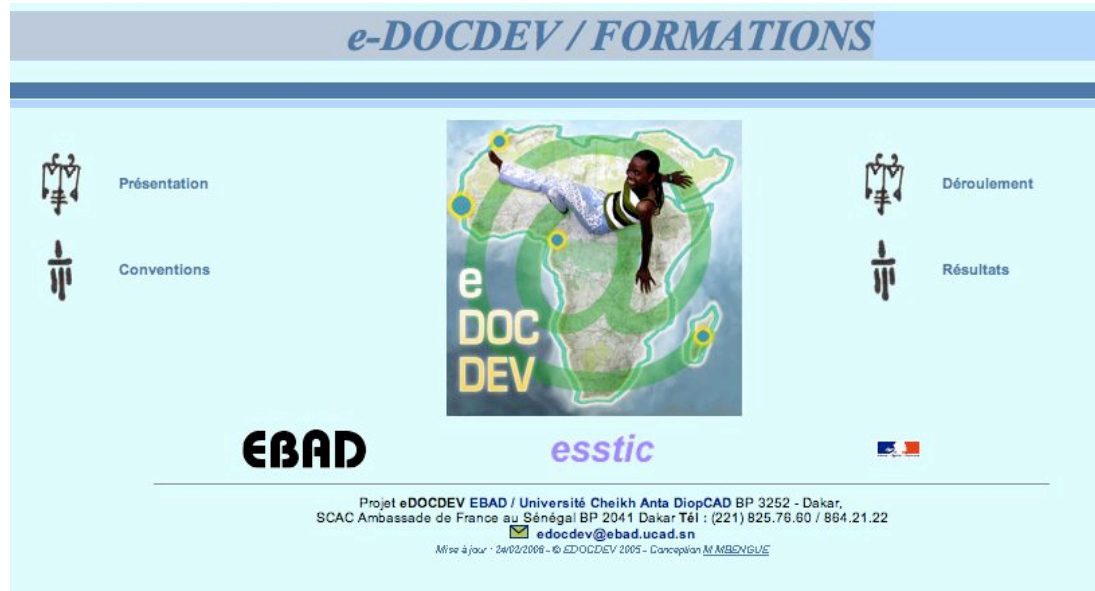 e-DOCDEV / FORMATIONS
Présentation
Déroulement
Conventions
Résultats
e
DOC
DEV
EBAD
esstic
Projet eDOCDEV EBAD / Université Cheikh Anta DiopCAD BP 3252 - Dakar,
SCAC Ambassade de France au Sénégal BP 2041 Dakar Tél : (221) 825.76.60 / 864.21.22
edocdev@ebad.ucad.sn
Mise à jour : 24/02/2006 - © EDOCDEV 2005 - Conception M MBENGUE